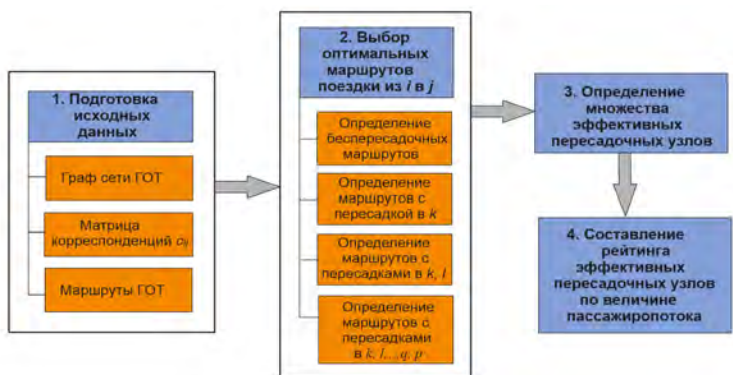 1. Подготовка
исходных
данных
Граф сети ГОТ
Матрица
корреспонденций cij
Маршруты ГОТ
2. Выбор
оптимальных
маршрутов
поездки из i в j
Определение
беспересадочных
маршрутов
Определение
маршрутов с
пересадкой в k
Определение
маршрутов с
пересадками в k, l
Определение
маршрутов с
пересадками
в k, l,...,q, p
3. Определение
множества
эффективных
пересадочных узлов
4. Составление
рейтинга
эффективных
пересадочных узлов
по величине
пассажиропотока